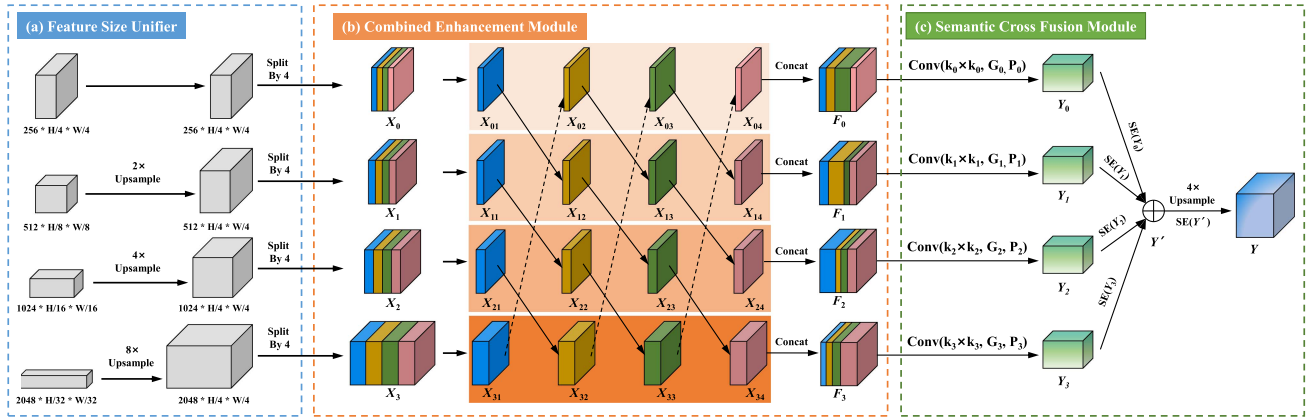 (a) Feature Size Unifier
256 * H/4 * W/4
256 * H/4 * W/4
Split
By 4
2×
Upsample
512 * H/8 * W/8
512 * H/4 * W/4
Split
By 4
4×
Upsample
1024 * H/16 * W/16
1024 * H/4 * W/4
Split
By 4
8×
Upsample
2048 * H/32 * W/32
2048 * H/4 * W/4
Split
By 4
(b) Combined Enhancement Module
X₀
X₀₁
X₀₂
X₀₃
X₀₄
Concat
F₀
X₁
X₁₁
X₁₂
X₁₃
X₁₄
Concat
F₁
X₂
X₂₁
X₂₂
X₂₃
X₂₄
Concat
F₂
X₃
X₃₁
X₃₂
X₃₃
X₃₄
Concat
F₃
(c) Semantic Cross Fusion Module
Conv(k₀×k₀, G₀, P₀)
Y₀
SE(Y₀)
Conv(k₁×k₁, G₁, P₁)
Y₁
SE(Y₁)
Conv(k₂×k₂, G₂, P₂)
Y₂
SE(Y₂)
Conv(k₃×k₃, G₃, P₃)
Y₃
SE(Y₃)
Y′
4×
Upsample
SE(Y′)
Y